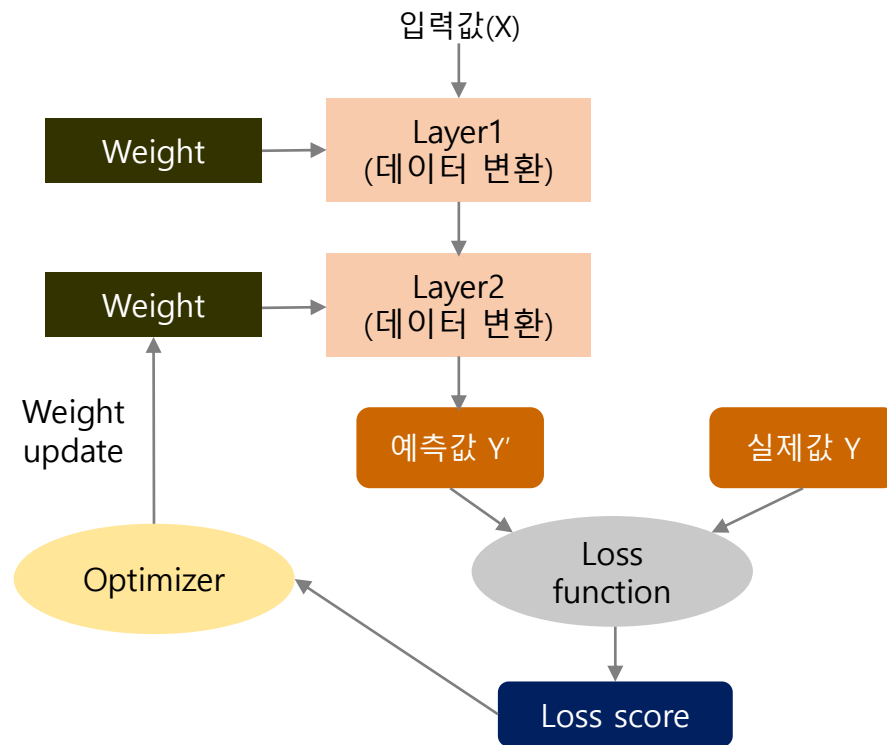 입력값(X)
Weight
Layer1
(데이터 변환)
Weight
Layer2
(데이터 변환)
Weight
update
예측값 Y'
실제값 Y
Optimizer
Loss
function
Loss score